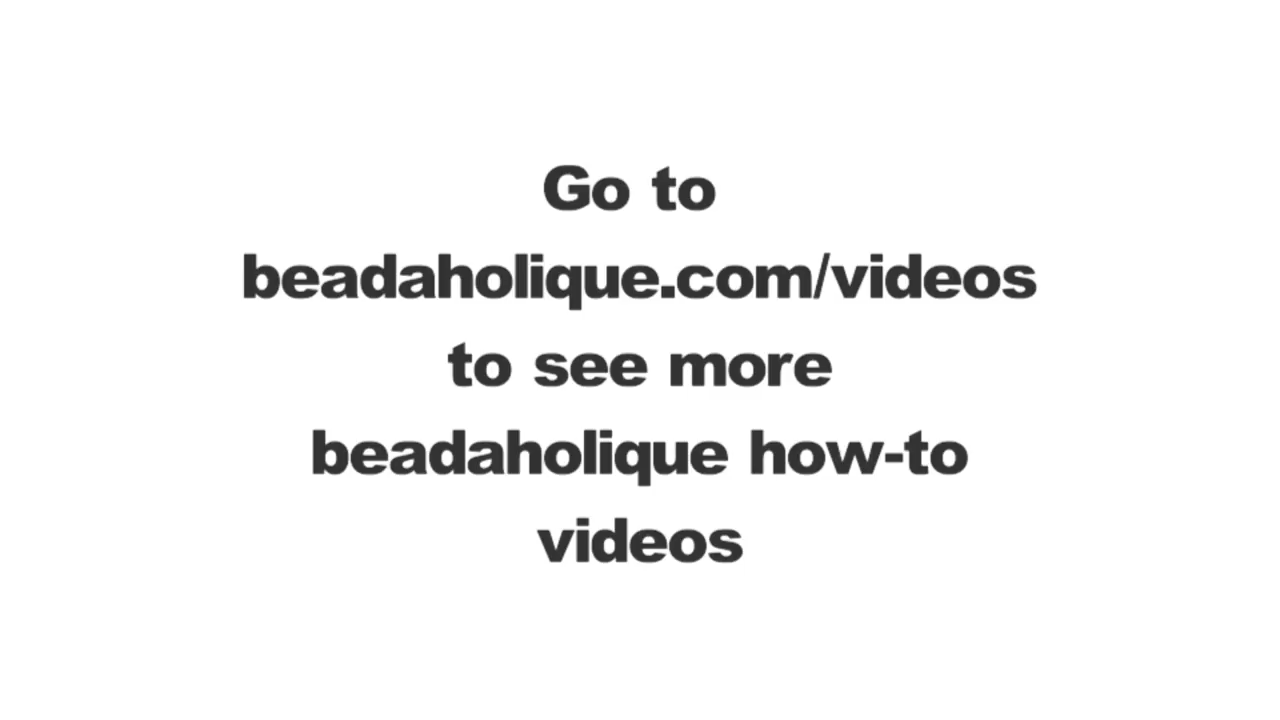 Go to
beadaholique.com/videos
to see more
beadaholique how-to
videos